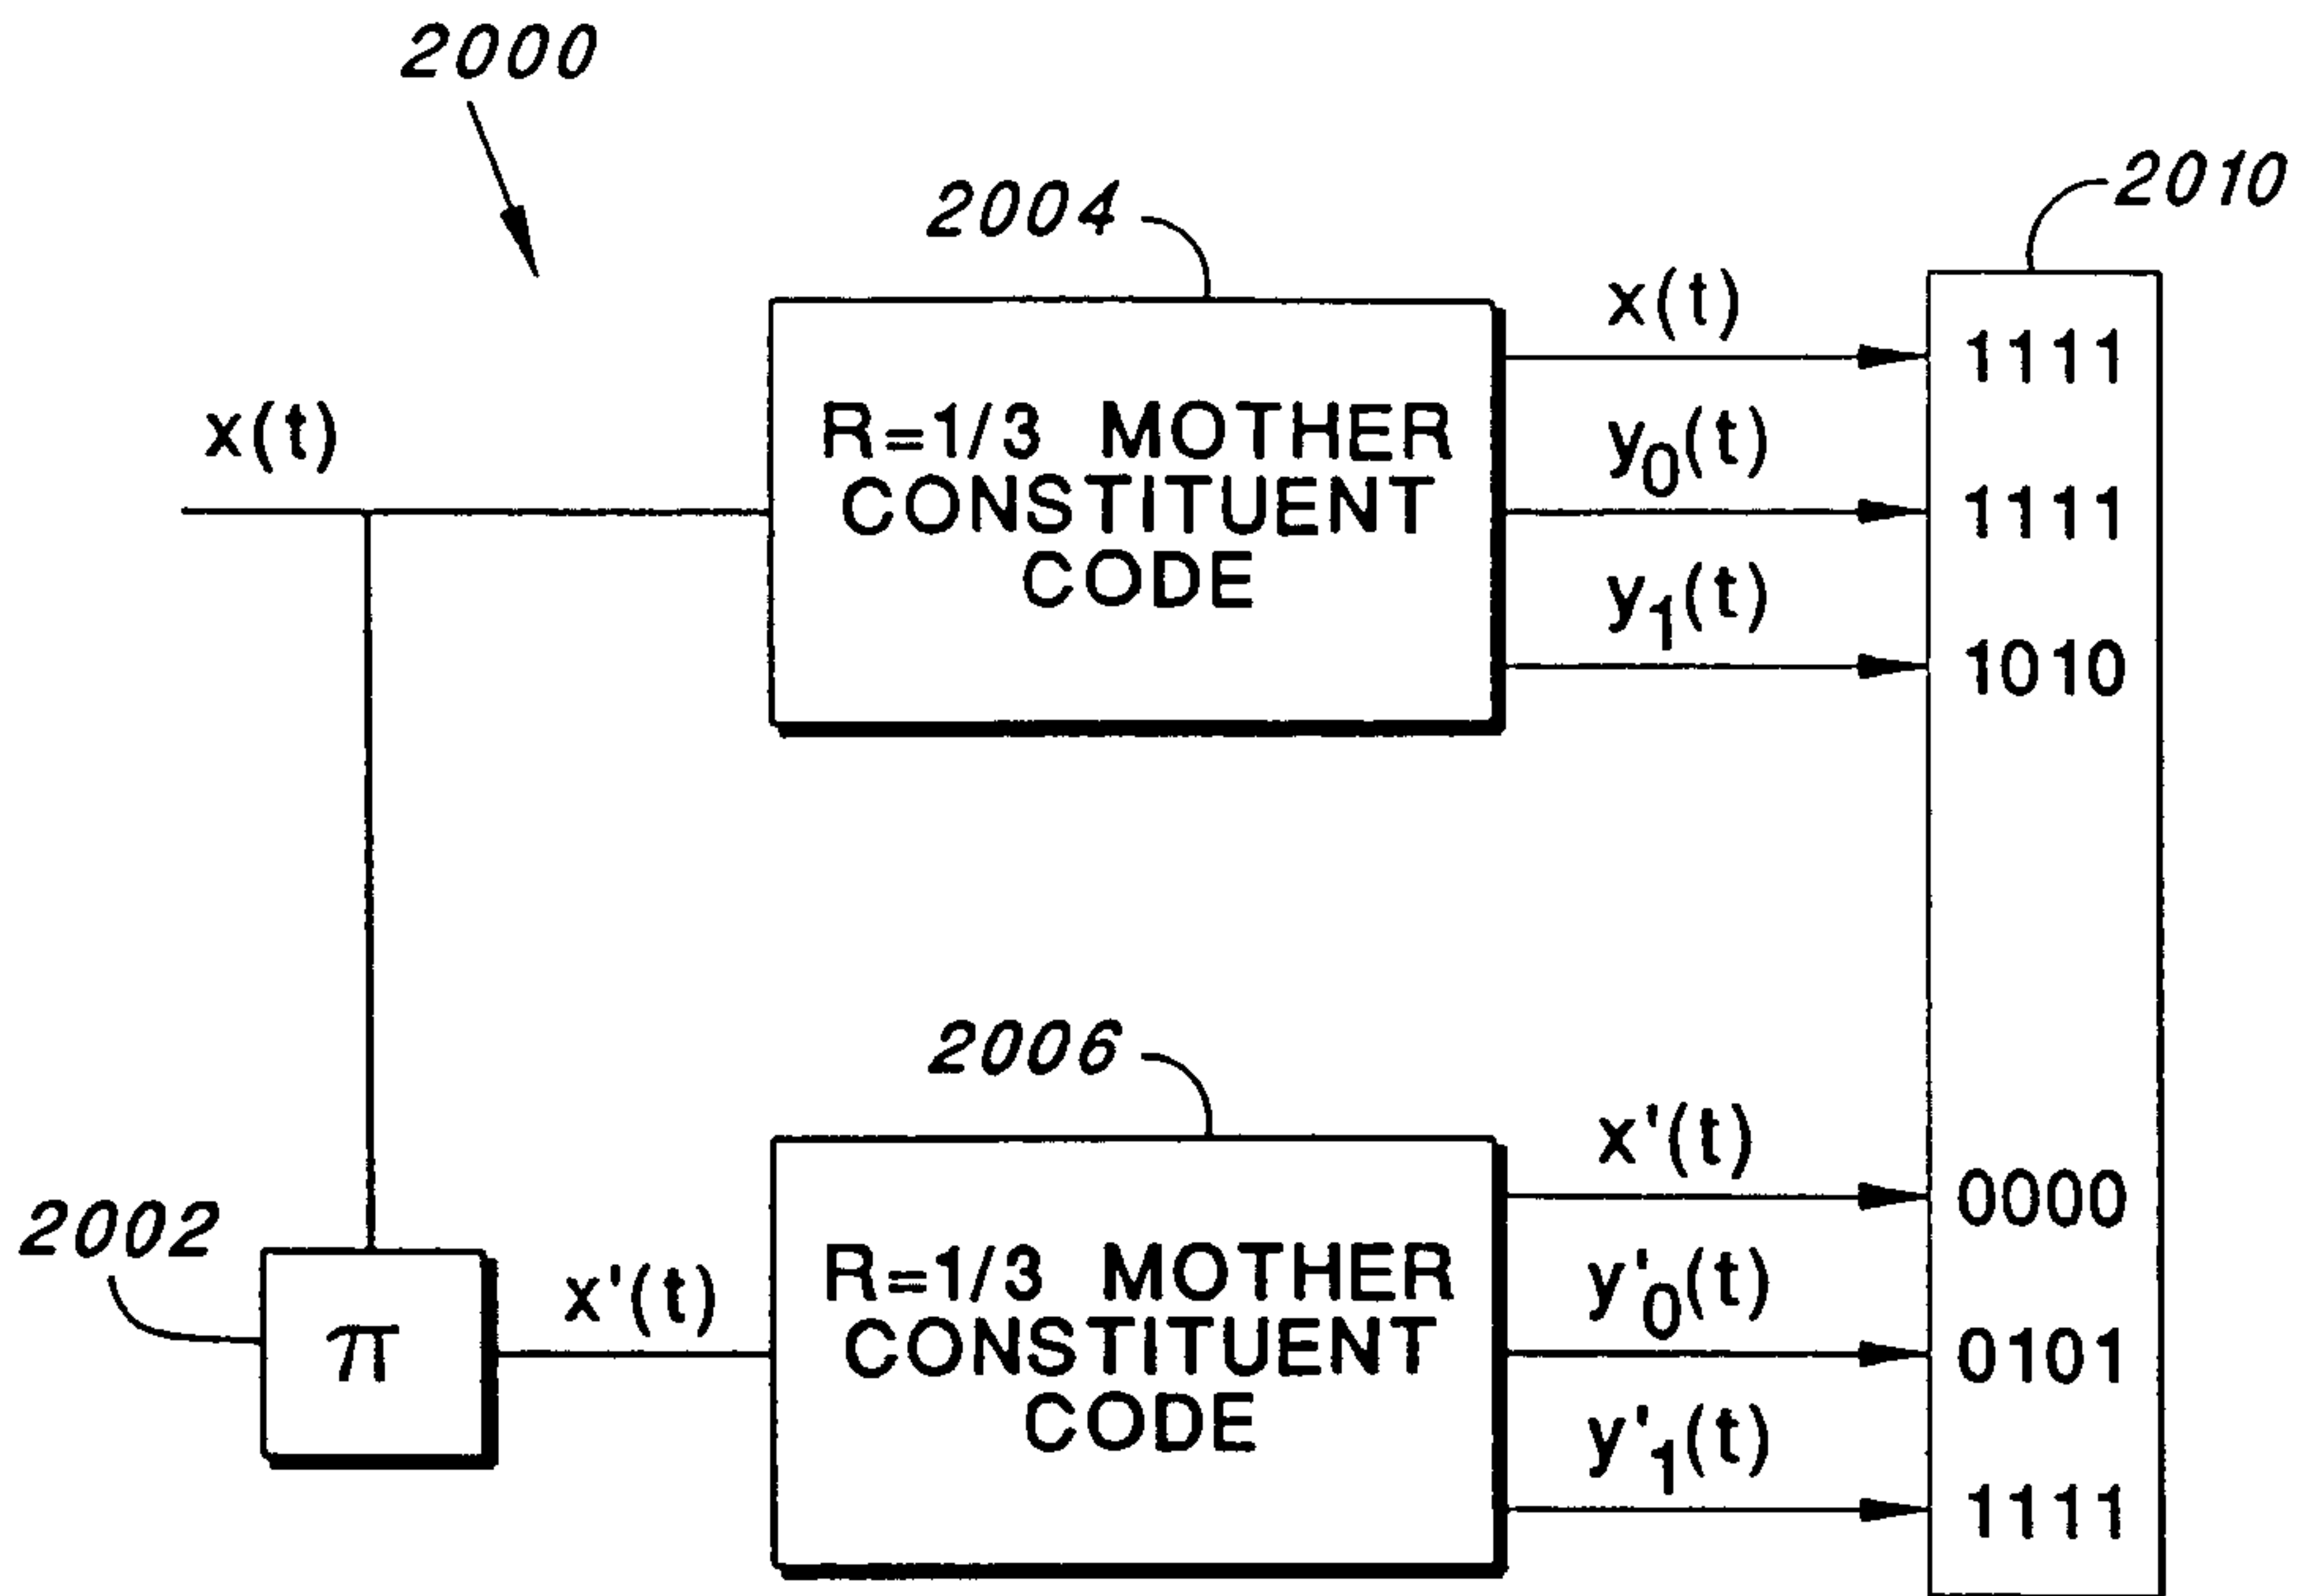 2000
2004
2010
x(t)
x(t)
1111
R=1/3 MOTHER
CONSTITUENT
CODE
y0(t)
1111
y1(t)
1010
2006
x'(t)
0000
2002
π
x'(t)
R=1/3 MOTHER
CONSTITUENT
CODE
y'0(t)
0101
y'1(t)
1111